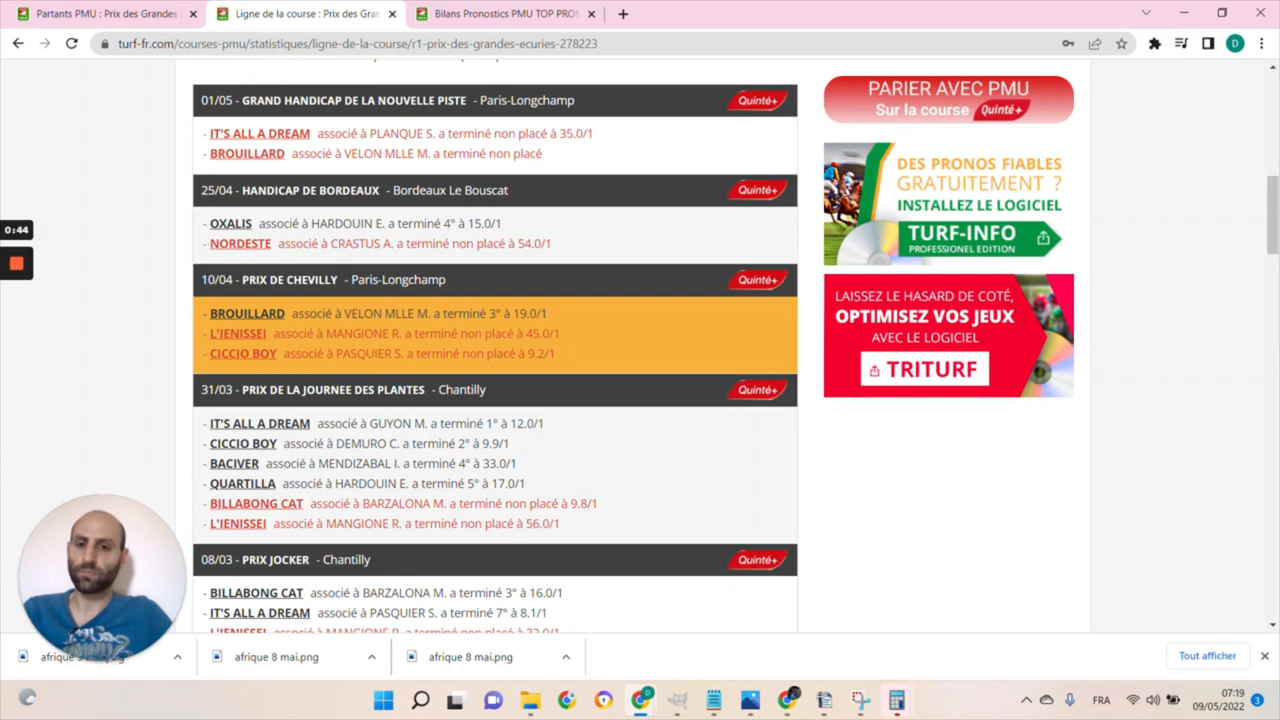 Partants PMU : Prix des Grandes
Ligne de la course : Prix des Gran
Bilans Pronostics PMU TOP PRON
turf-fr.com/courses-pmu/statistiques/ligne-de-la-course/r1-prix-des-grandes-ecuries-278223
D
01/05 - GRAND HANDICAP DE LA NOUVELLE PISTE - Paris-Longchamp
Quinté+
- IT'S ALL A DREAM associé à PLANQUE S. a terminé non placé à 35.0/1
- BROUILLARD associé à VELON MLLE M. a terminé non placé
25/04 - HANDICAP DE BORDEAUX - Bordeaux Le Bouscat
Quinté+
- OXALIS associé à HARDOUIN E. a terminé 4° à 15.0/1
- NORDESTE associé à CRASTUS A. a terminé non placé à 54.0/1
10/04 - PRIX DE CHEVILLY - Paris-Longchamp
Quinté+
- BROUILLARD associé à VELON MLLE M. a terminé 3° à 19.0/1
- L'IENISSEI associé à MANGIONE R. a terminé non placé à 45.0/1
- CICCIO BOY associé à PASQUIER S. a terminé non placé à 9.2/1
31/03 - PRIX DE LA JOURNEE DES PLANTES - Chantilly
Quinté+
- IT'S ALL A DREAM associé à GUYON M. a terminé 1° à 12.0/1
- CICCIO BOY associé à DEMURO C. a terminé 2° à 9.9/1
- BACIVER associé à MENDIZABAL I. a terminé 4° à 33.0/1
- QUARTILLA associé à HARDOUIN E. a terminé 5° à 17.0/1
- BILLABONG CAT associé à BARZALONA M. a terminé non placé à 9.8/1
- L'IENISSEI associé à MANGIONE R. a terminé non placé à 56.0/1
08/03 - PRIX JOCKER - Chantilly
Quinté+
- BILLABONG CAT associé à BARZALONA M. a terminé 3° à 16.0/1
- IT'S ALL A DREAM associé à PASQUIER S. a terminé 7° à 8.1/1
- L'IENISSEI associé à MANGIONE R. a terminé non placé à
PARIER AVEC PMU
Sur la course Quinté+
DES PRONOS FIABLES
GRATUITEMENT ?
INSTALLEZ LE LOGICIEL
TURF-INFO
PROFESSIONEL EDITION
LAISSEZ LE HASARD DE COTÉ,
OPTIMISEZ VOS JEUX
AVEC LE LOGICIEL
TRITURF
0:44
afrique mai.png
afrique 8 mai.png
afrique 8 mai.png
Tout afficher
D
FRA
07:19
09/05/2022
3